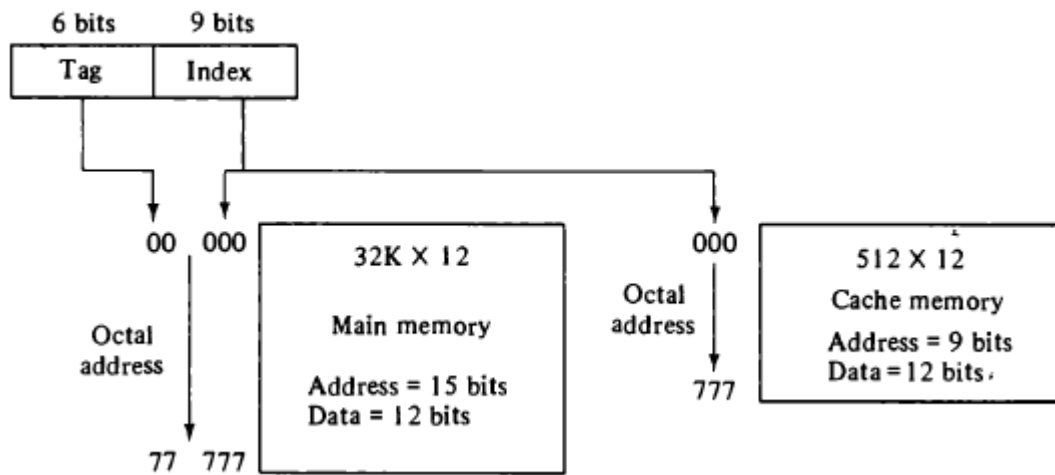 6 bits 9 bits
Tag Index
00 000
32K X 12
Main memory
Address = 15 bits
Data = 12 bits
Octal
address
77 777
000
512 X 12
Cache memory
Address = 9 bits
Data = 12 bits
Octal
address
777